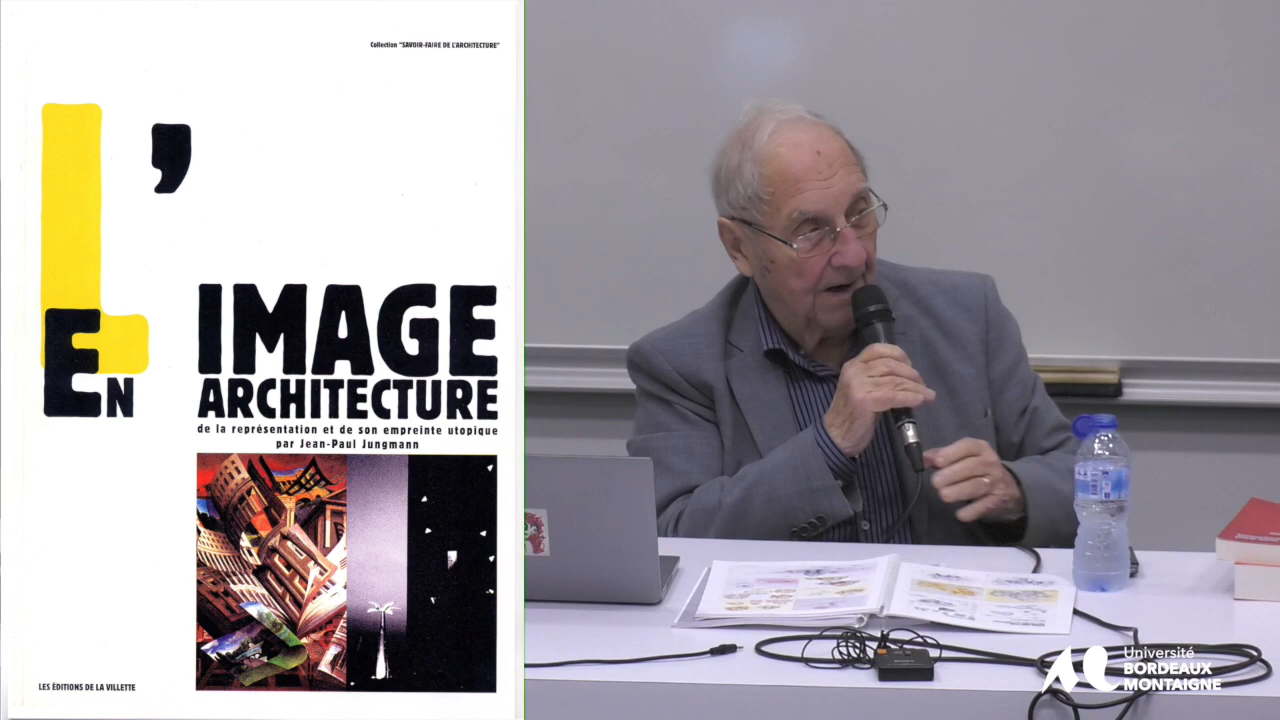 Collection "SAVOIR-FAIRE DE L'ARCHITECTURE"
L'
IMAGE
EN ARCHITECTURE
de la représentation et de son empreinte utopique
par Jean-Paul Jungmann
LES ÉDITIONS DE LA VILLETTE
Université
BORDEAUX
MONTAIGNE